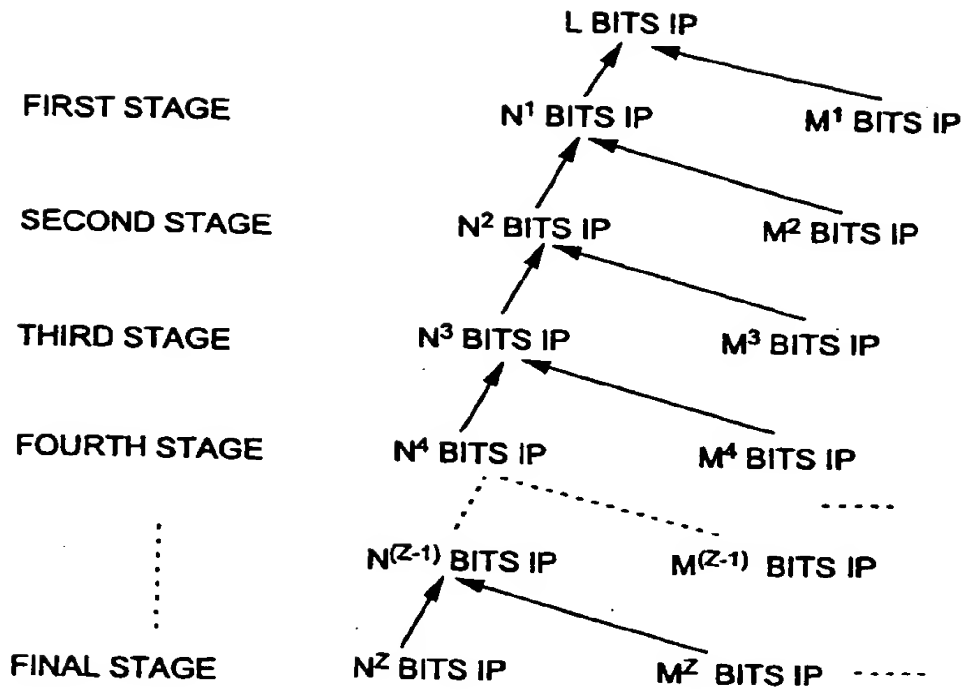 L BITS IP
FIRST STAGE N¹ BITS IP M¹ BITS IP
SECOND STAGE N² BITS IP M² BITS IP
THIRD STAGE N³ BITS IP M³ BITS IP
FOURTH STAGE N⁴ BITS IP M⁴ BITS IP
N⁽ᶻ⁻¹⁾ BITS IP M⁽ᶻ⁻¹⁾ BITS IP
FINAL STAGE Nᶻ BITS IP Mᶻ BITS IP